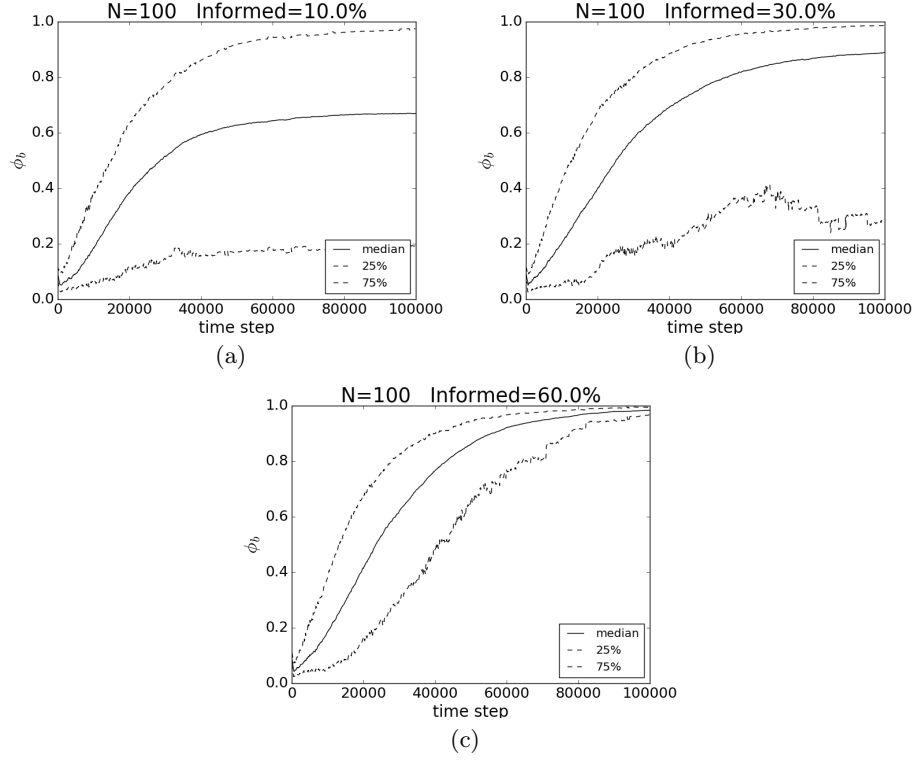 N=100 Informed=10.0%
1.0
0.8
0.6
0.4
0.2
0.0
ϕb
0 20000 40000 60000 80000 100000
time step
median
25%
75%
(a)
N=100 Informed=30.0%
1.0
0.8
0.6
0.4
0.2
0.0
ϕb
0 20000 40000 60000 80000 100000
time step
median
25%
75%
(b)
N=100 Informed=60.0%
1.0
0.8
0.6
0.4
0.2
0.0
ϕb
0 20000 40000 60000 80000 100000
time step
median
25%
75%
(c)